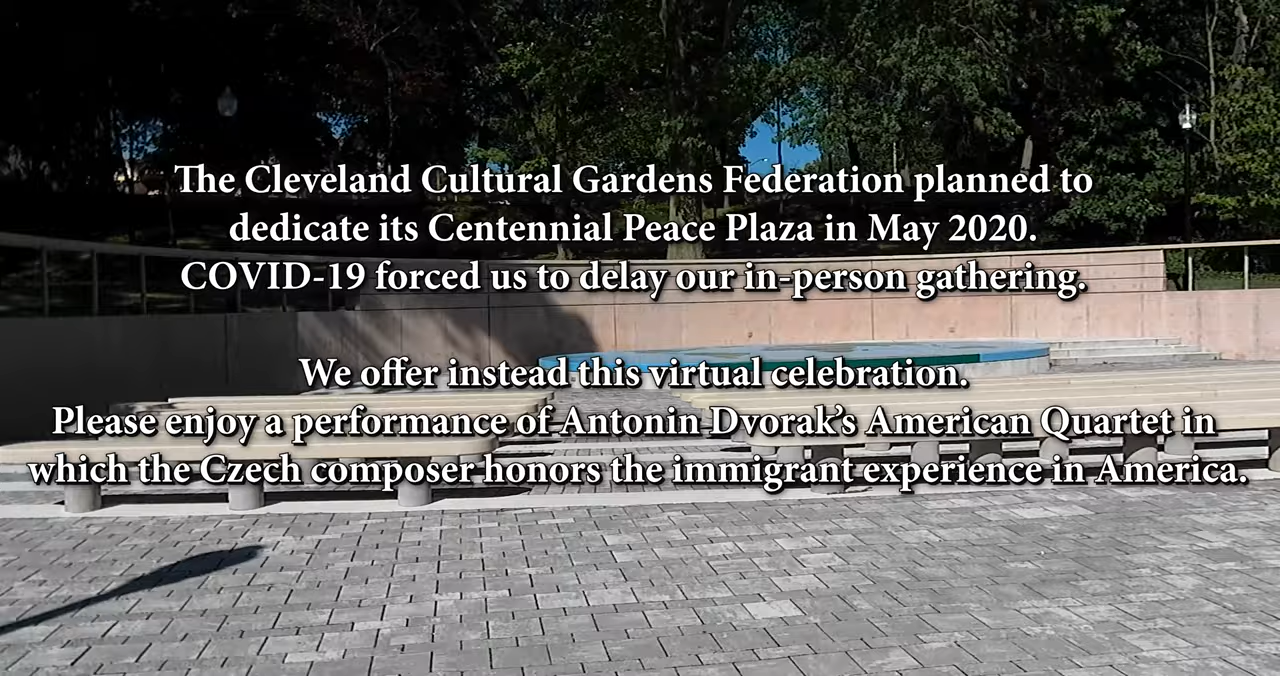 The Cleveland Cultural Gardens Federation planned to
dedicate its Centennial Peace Plaza in May 2020.
COVID-19 forced us to delay our in-person gathering.
We offer instead this virtual celebration.
Please enjoy a performance of Antonin Dvorak’s American Quartet in
which the Czech composer honors the immigrant experience in America.